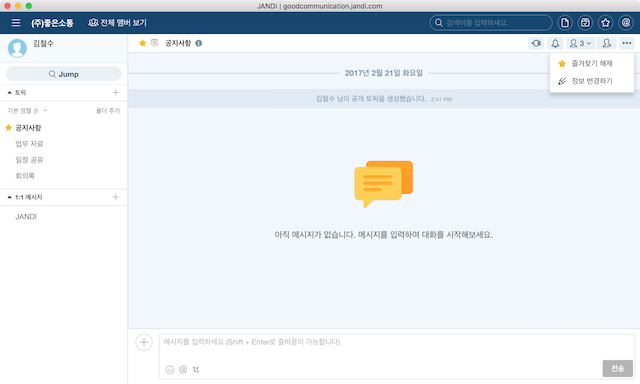 JANDI | goodcommunication.jandi.com
(주)좋은소통
전체 멤버 보기
검색어를 입력하세요.
김철수
Jump
토픽
기본 정렬 순
폴더 추가
공지사항
업무 자료
일정 공유
회의록
1:1 메시지
JANDI
공지사항
3
즐겨찾기 해제
정보 변경하기
2017년 2월 21일 화요일
김철수 님이 공개 토픽을 생성했습니다. 2:41 PM
아직 메시지가 없습니다. 메시지를 입력하여 대화를 시작해보세요.
메시지를 입력하세요 (Shift + Enter로 줄바꿈이 가능합니다)
전송